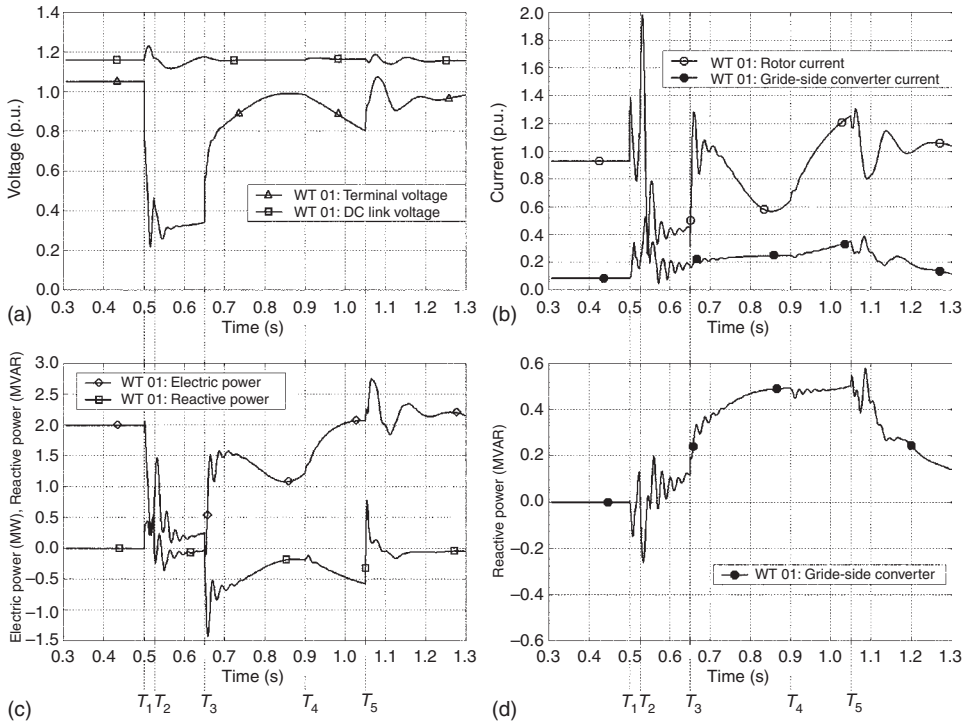 Voltage (p.u.)
1.4
1.2
1.0
0.8
0.6
0.4
0.2
0.0
WT 01: Terminal voltage
WT 01: DC link voltage
0.3 0.4 0.5 0.6 0.7 0.8 0.9 1.0 1.1 1.2 1.3
Time (s)
(a)
Current (p.u.)
2.0
1.8
1.6
1.4
1.2
1.0
0.8
0.6
0.4
0.2
0.0
WT 01: Rotor current
WT 01: Gride-side converter current
0.3 0.4 0.5 0.6 0.7 0.8 0.9 1.0 1.1 1.2 1.3
Time (s)
(b)
Electric power (MW), Reactive power (MVAR)
3.0
2.5
2.0
1.5
1.0
0.5
0.0
−0.5
−1.0
−1.5
WT 01: Electric power
WT 01: Reactive power
0.3 0.4 0.5 0.6 0.7 0.8 0.9 1.0 1.1 1.2 1.3
Time (s)
(c)
T1 T2 T3 T4 T5
Reactive power (MVAR)
0.6
0.4
0.2
0.0
−0.2
−0.4
−0.6
WT 01: Gride-side converter
0.3 0.4 0.5 0.6 0.7 0.8 0.9 1.0 1.1 1.2 1.3
Time (s)
(d)
T1 T2 T3 T4 T5